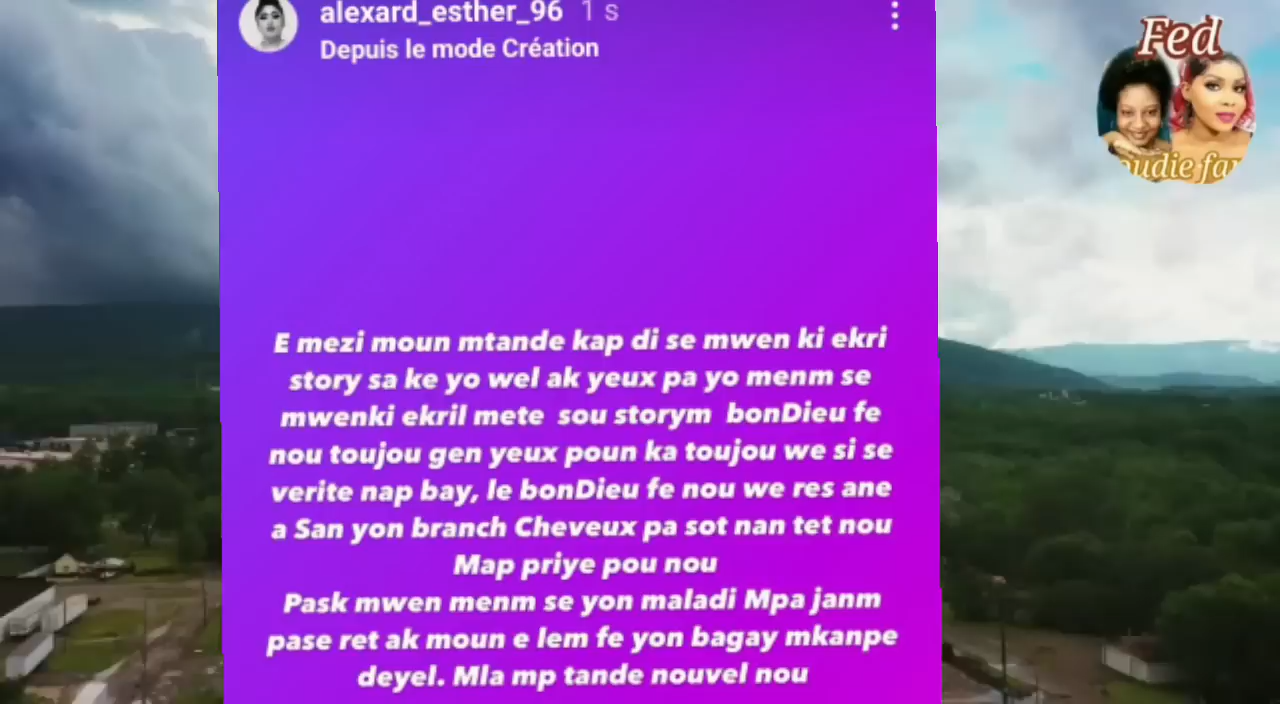 alexard_esther_96 1 s
Depuis le mode Création
Fed
oudie fa
E mezi moun mtande kap di se mwen ki ekri
story sa ke yo wel ak yeux pa yo menm se
mwenki ekril mete sou storym bonDieu fe
nou toujou gen yeux poun ka toujou we si se
verite nap bay, le bonDieu fe nou we res ane
a San yon branch Cheveux pa sot nan tet nou
Map priye pou nou
Pask mwen menm se yon maladi Mpa janm
pase ret ak moun e lem fe yon bagay mkanpe
deyel. Mla mp tande nouvel nou